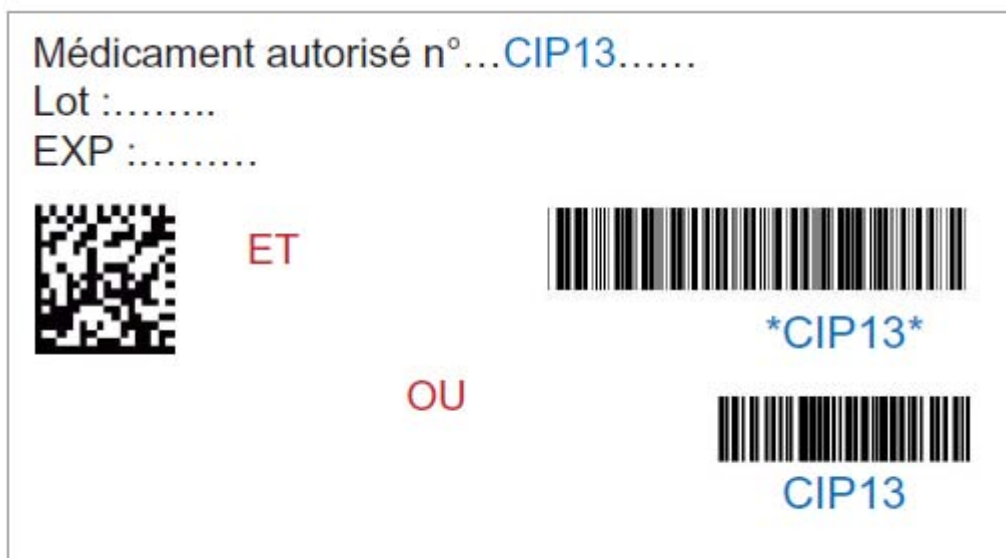 Médicament autorisé n°…CIP13……
Lot :……..
EXP :………
ET
*CIP13*
OU
CIP13